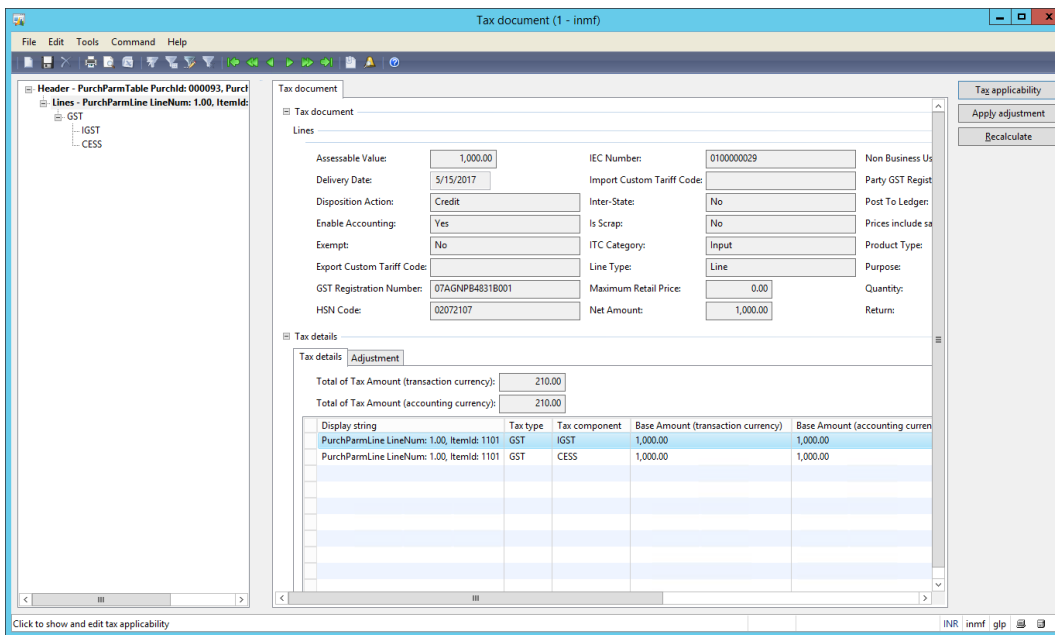 Tax document (1 - inmf)
File Edit Tools Command Help
Header - PurchParmTable PurchId: 000093, Purch
Lines - PurchParmLine LineNum: 1.00, ItemId:
GST
IGST
CESS
Tax document
Tax document
Lines
Assessable Value: 1,000.00 IEC Number: 0100000029 Non Business Us
Delivery Date: 5/15/2017 Import Custom Tariff Code: Party GST Regist
Disposition Action: Credit Inter-State: No Post To Ledger:
Enable Accounting: Yes Is Scrap: No Prices include sa
Exempt: No ITC Category: Input Product Type:
Export Custom Tariff Code: Line Type: Line Purpose:
GST Registration Number: 07AGNPB4831B001 Maximum Retail Price: 0.00 Quantity:
HSN Code: 02072107 Net Amount: 1,000.00 Return:
Tax details
Tax details Adjustment
Total of Tax Amount (transaction currency): 210.00
Total of Tax Amount (accounting currency): 210.00
Display string Tax type Tax component Base Amount (transaction currency) Base Amount (accounting curren
PurchParmLine LineNum: 1.00, ItemId: 1101 GST IGST 1,000.00 1,000.00
PurchParmLine LineNum: 1.00, ItemId: 1101 GST CESS 1,000.00 1,000.00
Tax applicability
Apply adjustment
Recalculate
Click to show and edit tax applicability INR inmf glp